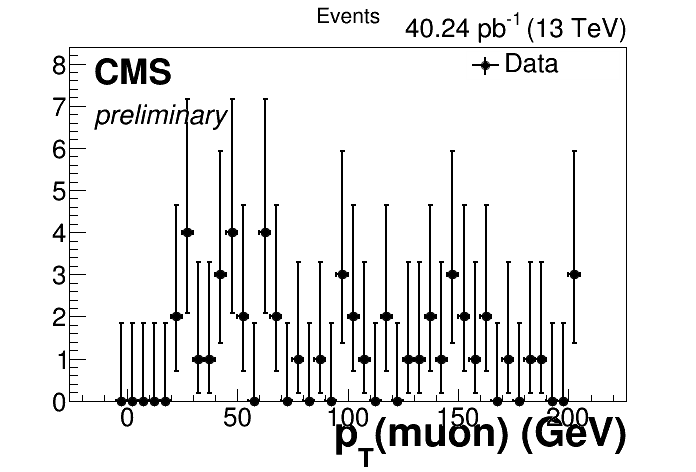 Events
40.24 pb-1 (13 TeV)
CMS
Data
preliminary
8
7
6
5
4
3
2
1
0
0 50 100 150 200
pT(muon) (GeV)